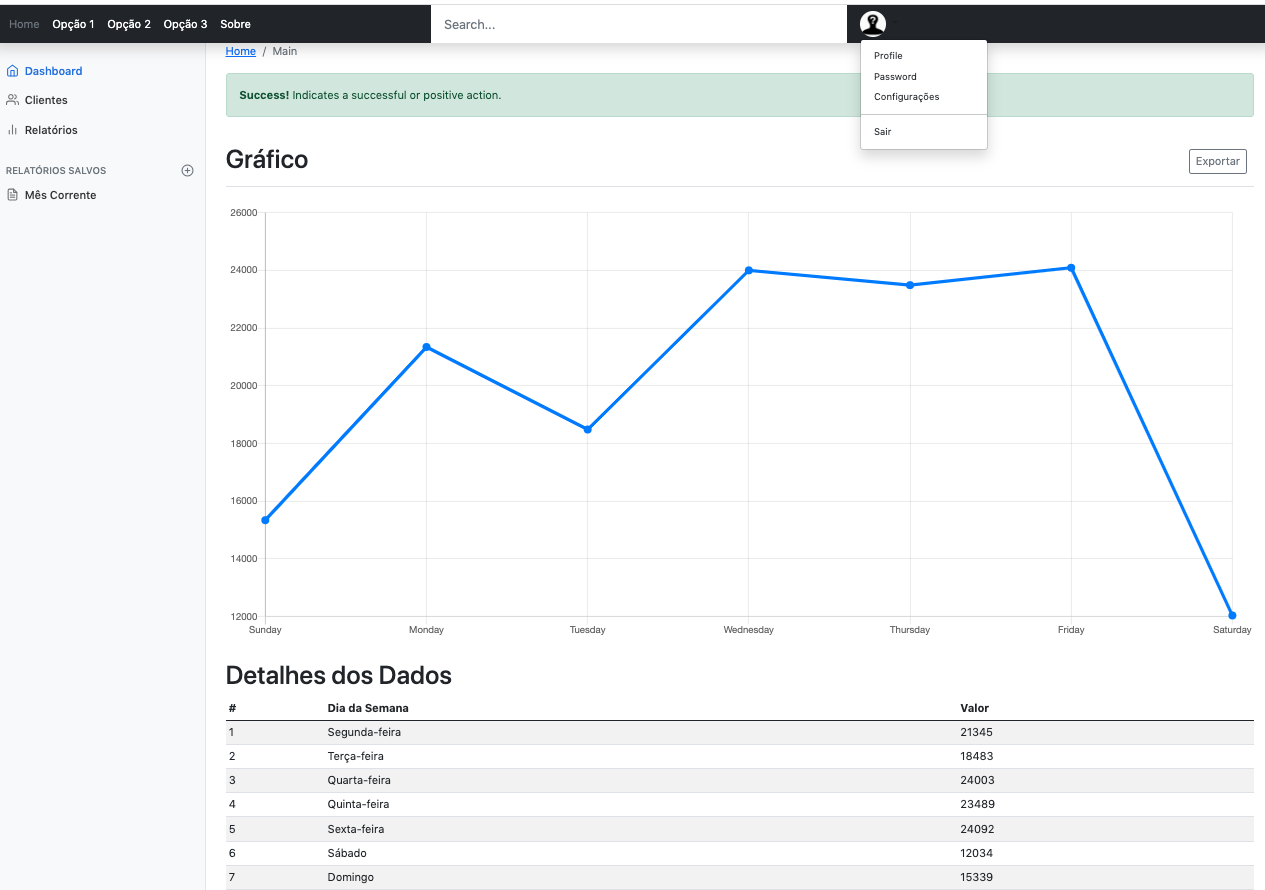 Home Opção 1 Opção 2 Opção 3 Sobre Search...
Home / Main
Profile
Password
Configurações
Sair
Dashboard
Clientes
Relatórios
RELATÓRIOS SALVOS
Mês Corrente
Success! Indicates a successful or positive action.
Gráfico
Exportar
26000
24000
22000
20000
18000
16000
14000
12000
Sunday Monday Tuesday Wednesday Thursday Friday Saturday
Detalhes dos Dados
# Dia da Semana Valor
1 Segunda-feira 21345
2 Terça-feira 18483
3 Quarta-feira 24003
4 Quinta-feira 23489
5 Sexta-feira 24092
6 Sábado 12034
7 Domingo 15339